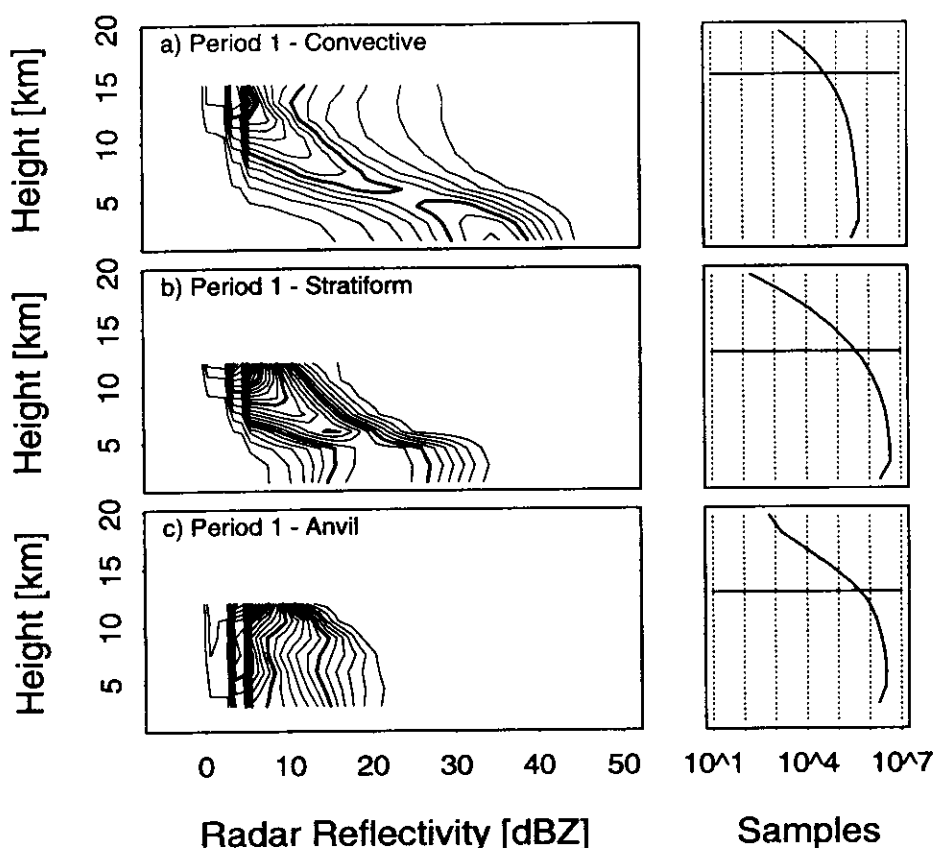 a) Period 1 - Convective
Height [km]
20
15
10
5
b) Period 1 - Stratiform
Height [km]
20
15
10
5
c) Period 1 - Anvil
Height [km]
20
15
10
5
0 10 20 30 40 50
10^1 10^4 10^7
Radar Reflectivity [dBZ]
Samples